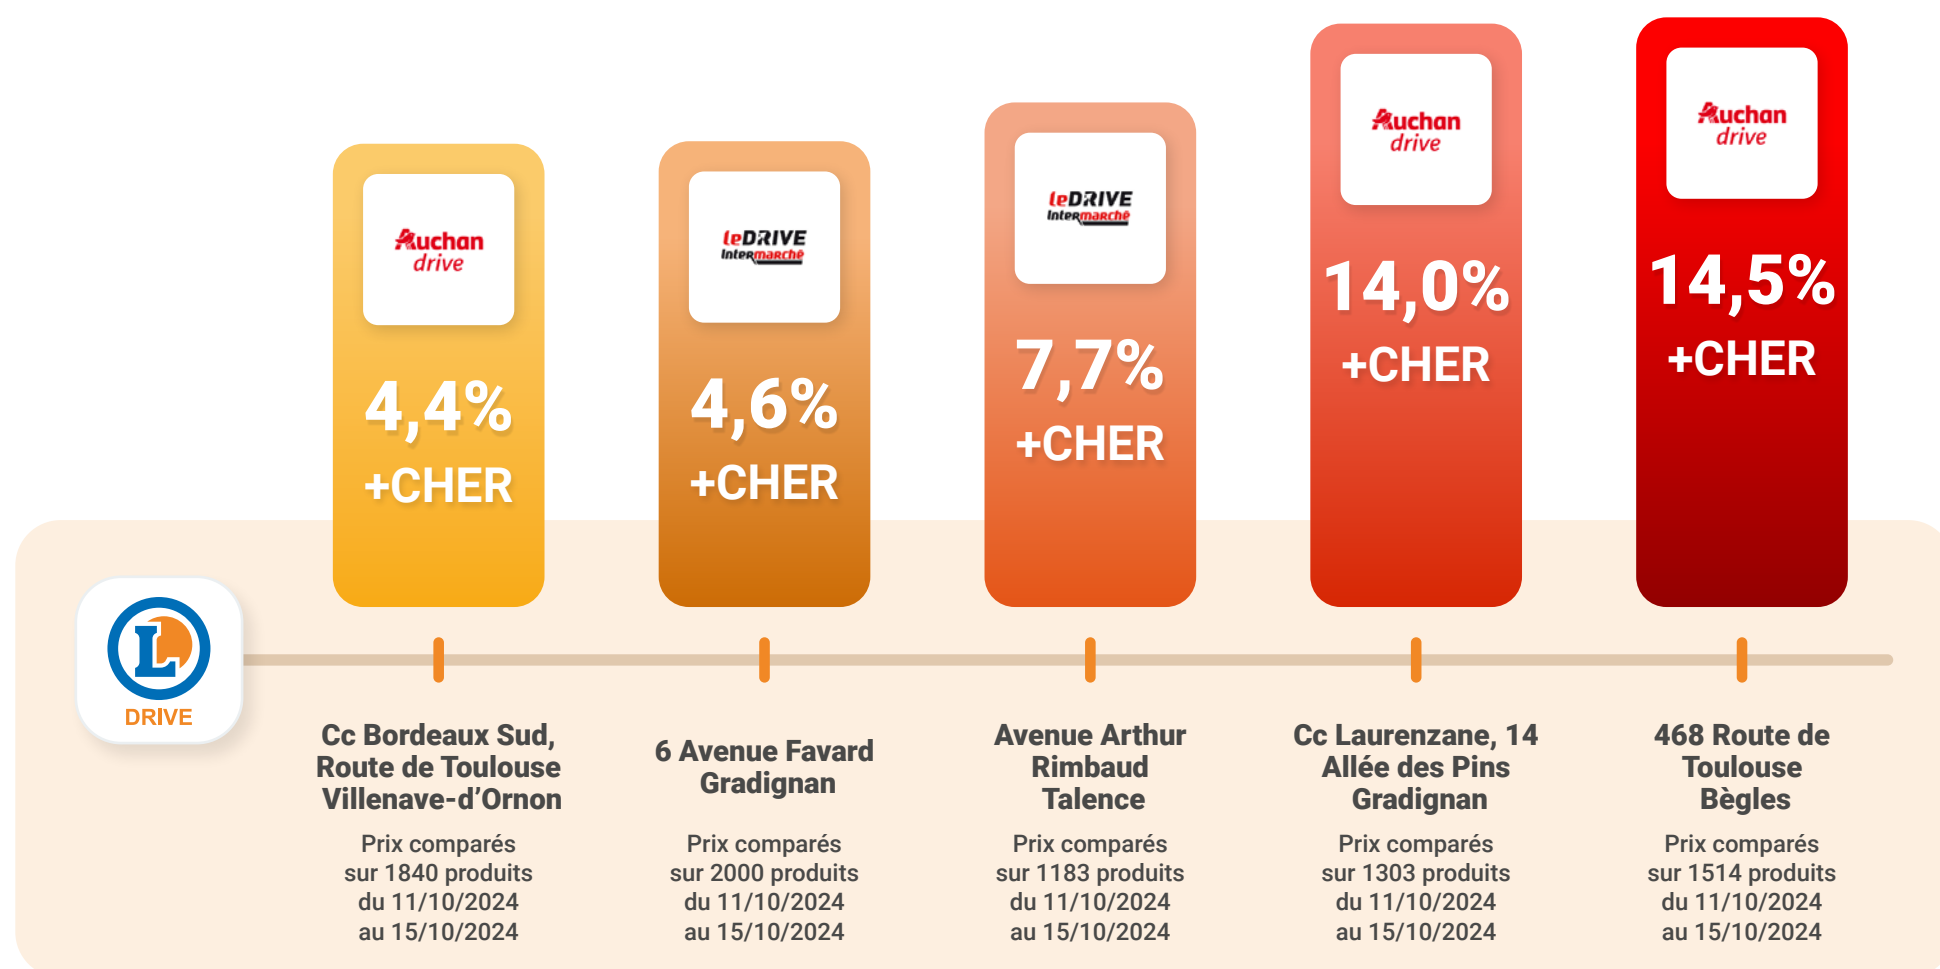 Auchan
drive
4,4%
+CHER
leDRIVE
Intermarché
4,6%
+CHER
leDRIVE
Intermarché
7,7%
+CHER
Auchan
drive
14,0%
+CHER
Auchan
drive
14,5%
+CHER
L
DRIVE
Cc Bordeaux Sud,
Route de Toulouse
Villenave-d’Ornon
Prix comparés
sur 1840 produits
du 11/10/2024
au 15/10/2024
6 Avenue Favard
Gradignan
Prix comparés
sur 2000 produits
du 11/10/2024
au 15/10/2024
Avenue Arthur
Rimbaud
Talence
Prix comparés
sur 1183 produits
du 11/10/2024
au 15/10/2024
Cc Laurenzane, 14
Allée des Pins
Gradignan
Prix comparés
sur 1303 produits
du 11/10/2024
au 15/10/2024
468 Route de
Toulouse
Bègles
Prix comparés
sur 1514 produits
du 11/10/2024
au 15/10/2024